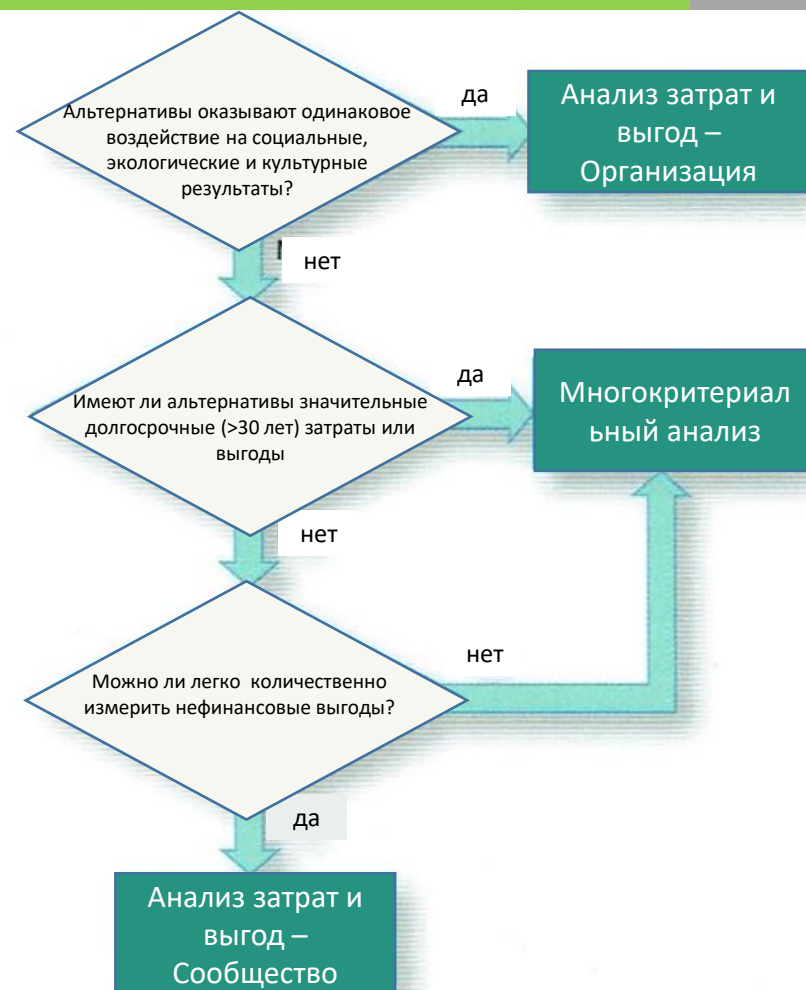 Альтернативы оказывают одинаковое
воздействие на социальные,
экологические и культурные
результаты?
да
Анализ затрат и
выгод –
Организация
нет
Имеют ли альтернативы значительные
долгосрочные (>30 лет) затраты или
выгоды
да
Многокритериал
ьный анализ
нет
Можно ли легко количественно
измерить нефинансовые выгоды?
нет
да
Анализ затрат и
выгод –
Сообщество